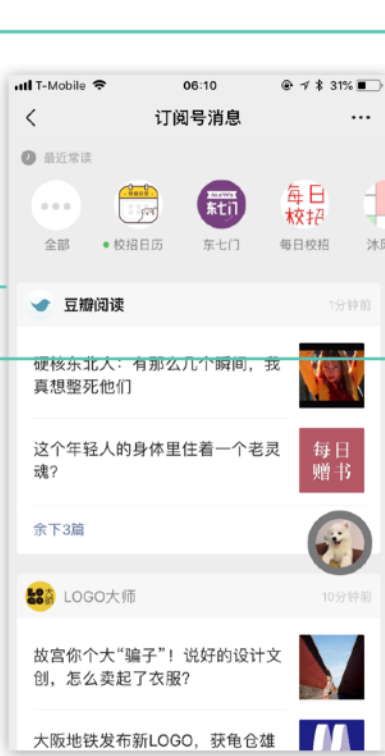 T-Mobile 06:10 31%
订阅号消息
最近常读
每日
校招
东七门
全部 校招日历 东七门 每日校招 沐风
豆瓣阅读 1分钟前
硬核东北人:有那么几个瞬间,我
真想整死他们
这个年轻人的身体里住着一个老灵
魂?
每日
赠书
余下3篇
LOGO大师 10分钟前
故宫你个大“骗子”!说好的设计文
创,怎么卖起了衣服?
大阪地铁发布新LOGO,获龟仓雄